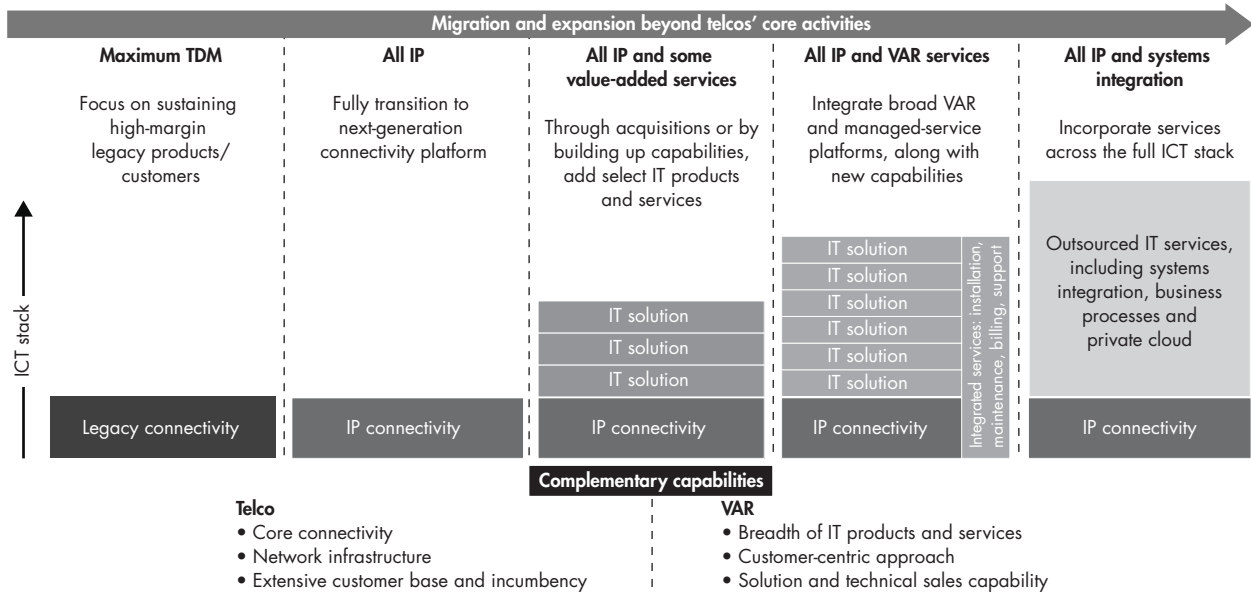 Migration and expansion beyond telcos' core activities
Maximum TDM
Focus on sustaining
high-margin
legacy products/
customers
All IP
Fully transition to
next-generation
connectivity platform
All IP and some
value-added services
Through acquisitions or by
building up capabilities,
add select IT products
and services
All IP and VAR services
Integrate broad VAR
and managed-service
platforms, along with
new capabilities
All IP and systems
integration
Incorporate services
across the full ICT stack
ICT stack
Legacy connectivity
IP connectivity
IT solution
IT solution
IT solution
IP connectivity
IT solution
IT solution
IT solution
IT solution
IT solution
IT solution
IP connectivity
Integrated services: installation,
maintenance, billing, support
Outsourced IT services,
including systems
integration, business
processes and
private cloud
IP connectivity
Complementary capabilities
Telco
• Core connectivity
• Network infrastructure
• Extensive customer base and incumbency
VAR
• Breadth of IT products and services
• Customer-centric approach
• Solution and technical sales capability